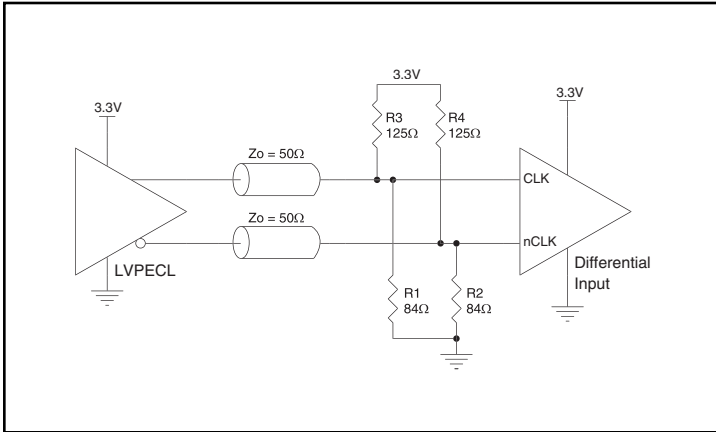 3.3V
R3
125Ω
R4
125Ω
3.3V
3.3V
Zo = 50Ω
CLK
Zo = 50Ω
nCLK
LVPECL
Differential
Input
R1
84Ω
R2
84Ω